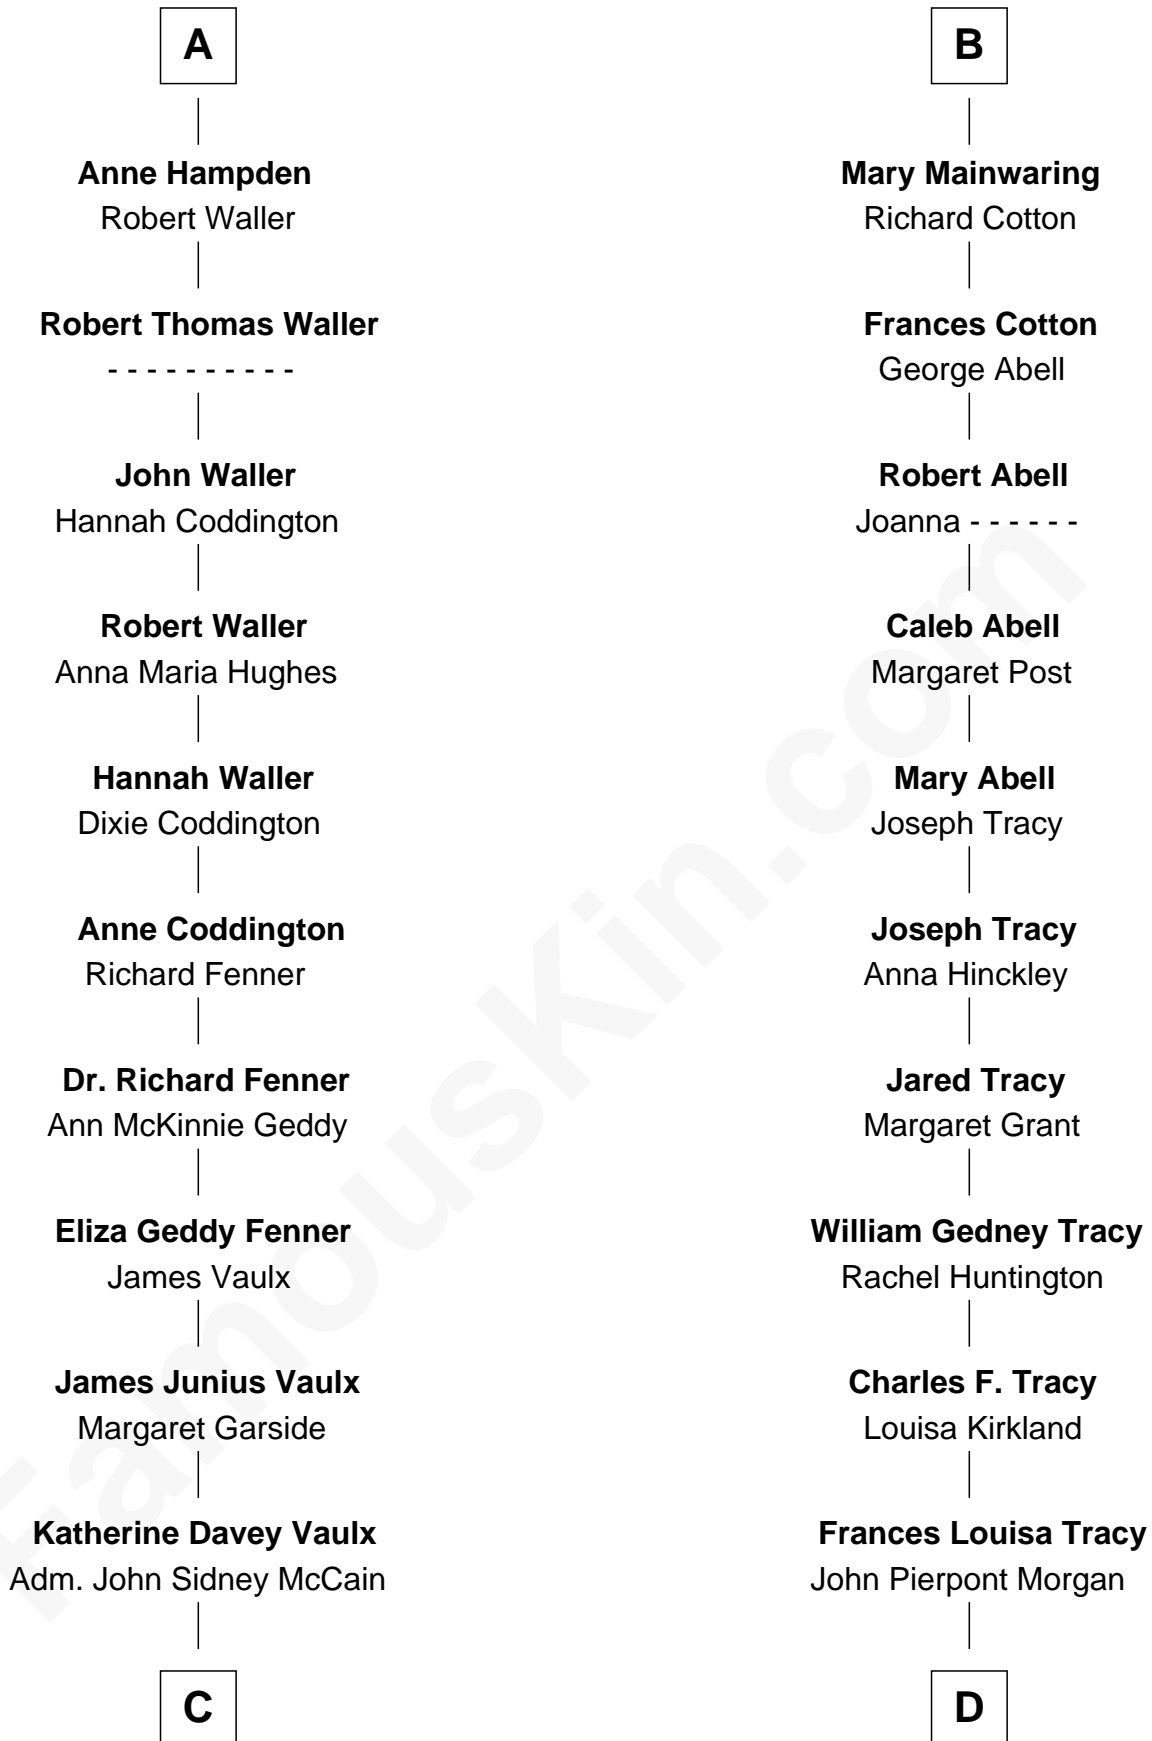 A
Anne Hampden
Robert Waller
Robert Thomas Waller
- - - - - - - - - -
John Waller
Hannah Coddington
Robert Waller
Anna Maria Hughes
Hannah Waller
Dixie Coddington
Anne Coddington
Richard Fenner
Dr. Richard Fenner
Ann McKinnie Geddy
Eliza Geddy Fenner
James Vaulx
James Junius Vaulx
Margaret Garside
Katherine Davey Vaulx
Adm. John Sidney McCain
C
B
Mary Mainwaring
Richard Cotton
Frances Cotton
George Abell
Robert Abell
Joanna - - - - - -
Caleb Abell
Margaret Post
Mary Abell
Joseph Tracy
Joseph Tracy
Anna Hinckley
Jared Tracy
Margaret Grant
William Gedney Tracy
Rachel Huntington
Charles F. Tracy
Louisa Kirkland
Frances Louisa Tracy
John Pierpont Morgan
D
FamousKin.com